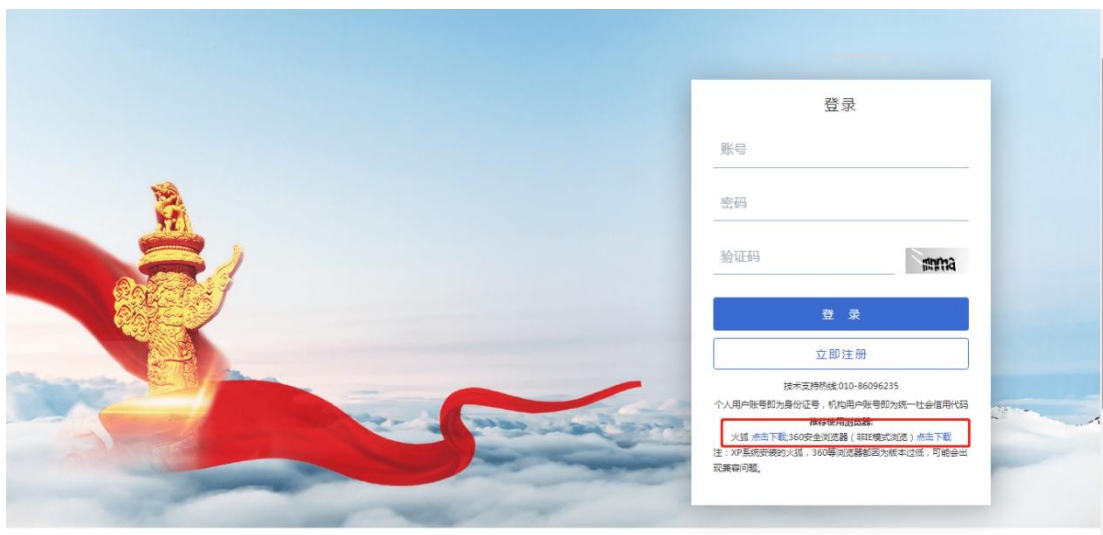 登录
账号
密码
验证码
登 录
立即注册
技术支持热线:010-86096235
个人用户账号即为身份证号，机构用户账号即为统一社会信用代码
推荐使用浏览器:
火狐 点击下载;360安全浏览器（非IE模式浏览）点击下载
注：XP系统安装的火狐，360等浏览器都因为版本过低，可能会出
现兼容问题。